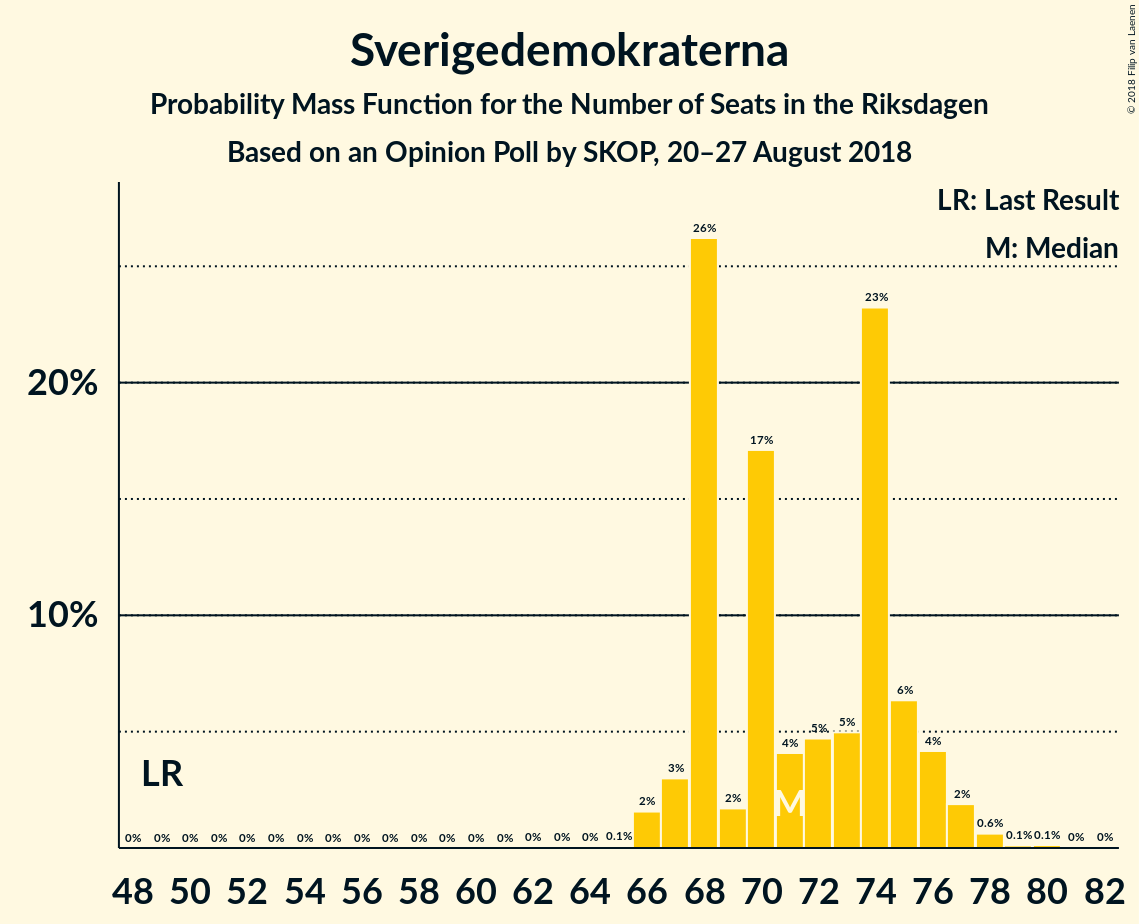 Sverigedemokraterna
Probability Mass Function for the Number of Seats in the Riksdagen
Based on an Opinion Poll by SKOP, 20–27 August 2018
© 2018 Filip van Laenen
LR: Last Result
M: Median
20%
10%
LR
M
0% 0% 0% 0% 0% 0% 0% 0% 0% 0% 0% 0% 0% 0% 0% 0% 0% 0.1% 2% 3% 26% 2% 17% 4% 5% 5% 23% 6% 4% 2% 0.6% 0.1% 0.1% 0% 0%
48 50 52 54 56 58 60 62 64 66 68 70 72 74 76 78 80 82